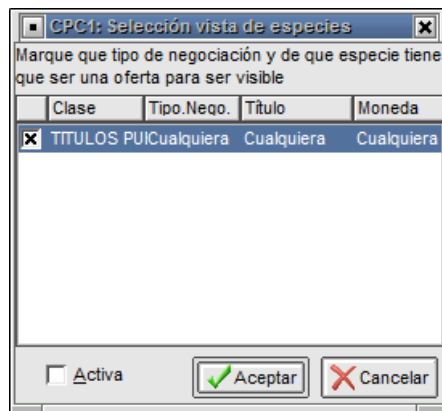 CPC1: Selección vista de especies
Marque que tipo de negociación y de que especie tiene
que ser una oferta para ser visible
Clase Tipo.Nego. Título Moneda
TITULOS PUI Cualquiera Cualquiera Cualquiera
Activa Aceptar Cancelar